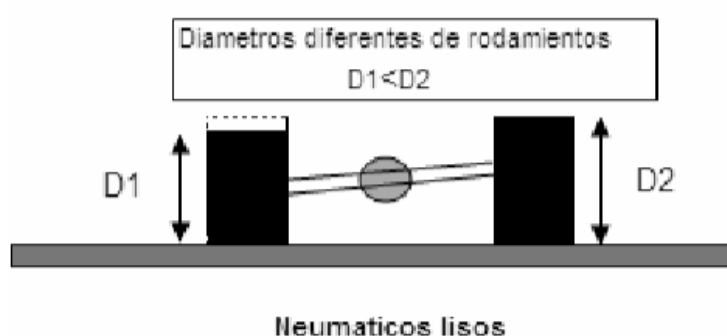 Diametros diferentes de rodamientos
D1<D2
D1
D2
Neumaticos lisos